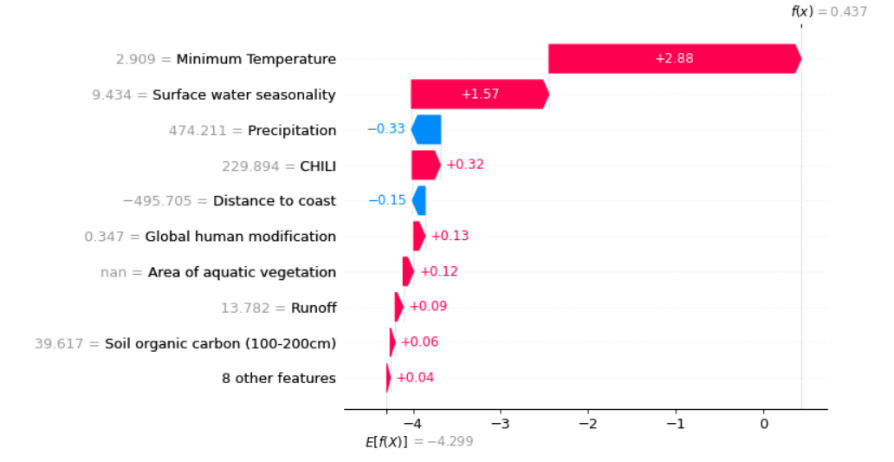 f(x) = 0.437
2.909 = Minimum Temperature
+2.88
9.434 = Surface water seasonality
+1.57
474.211 = Precipitation
−0.33
229.894 = CHILI
+0.32
−495.705 = Distance to coast
−0.15
0.347 = Global human modification
+0.13
nan = Area of aquatic vegetation
+0.12
13.782 = Runoff
+0.09
39.617 = Soil organic carbon (100-200cm)
+0.06
8 other features
+0.04
−4 −3 −2 −1 0
E[f(X)] = −4.299